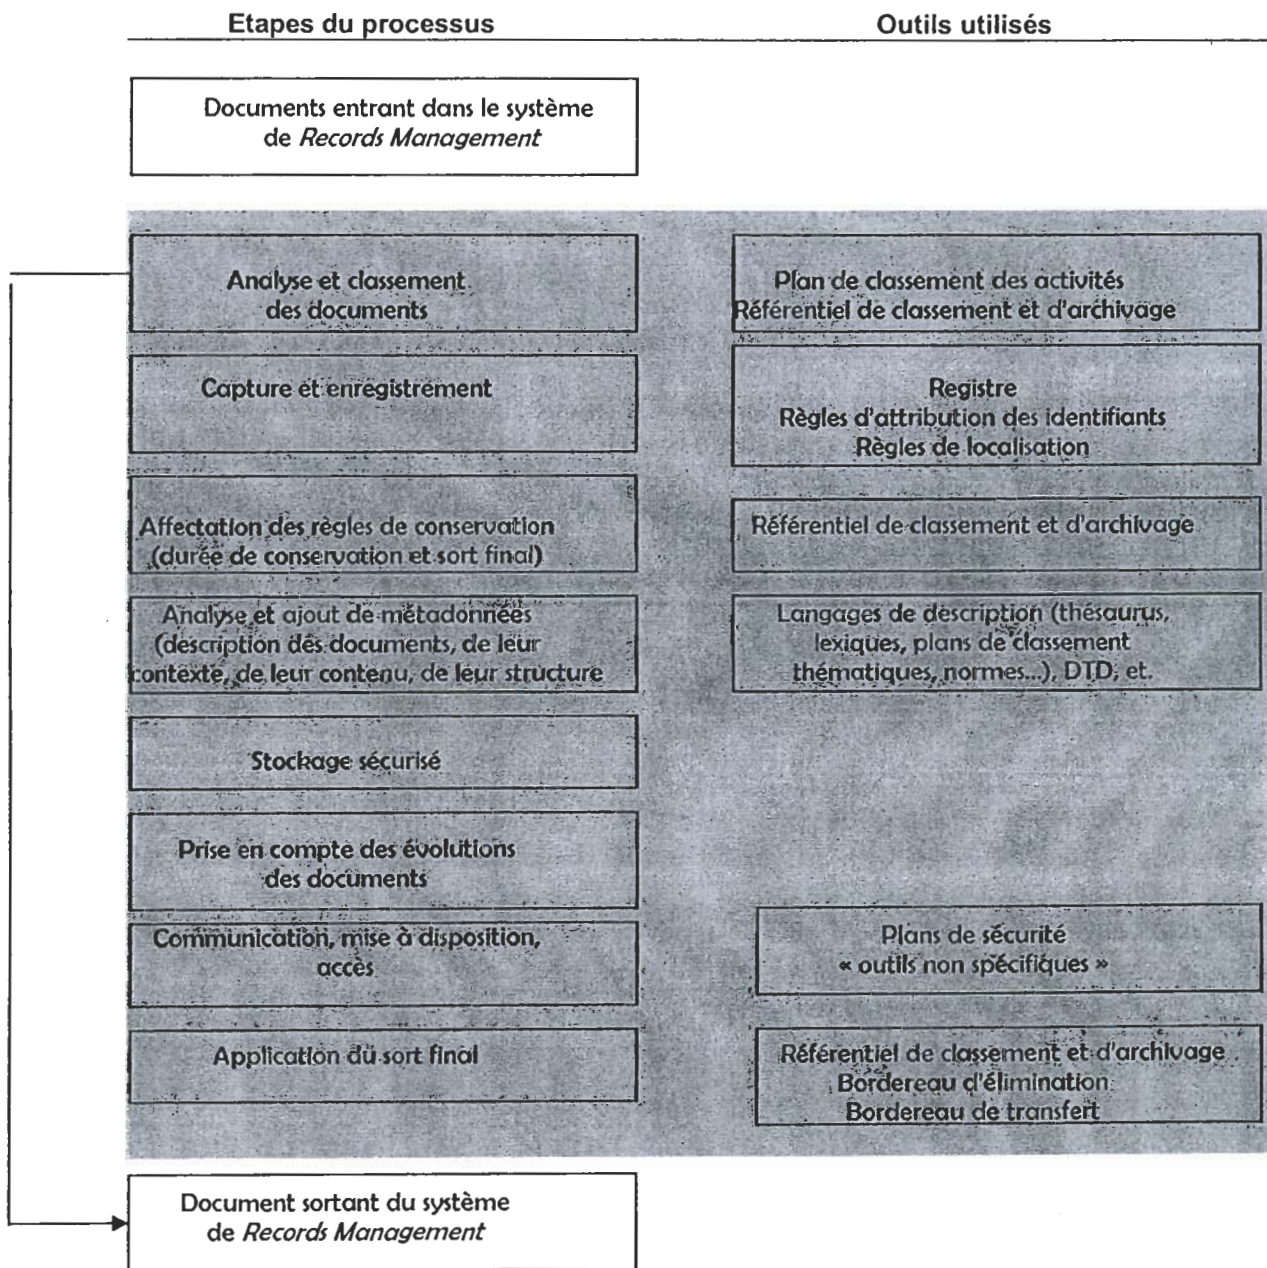 Etapes du processus
Outils utilisés
Documents entrant dans le système
de Records Management
Analyse et classement
des documents
Plan de classement des activités
Référentiel de classement et d'archivage
Capture et enregistrement
Registre
Règles d'attribution des identifiants
Règles de localisation
Affectation des règles de conservation
(durée de conservation et sort final)
Référentiel de classement et d'archivage
Analyse et ajout de métadonnées
(description des documents, de leur
contexte, de leur contenu, de leur structure
Langages de description (thésaurus,
lexiques, plans de classement
thématiques, normes...), DTD, et.
Stockage sécurisé
Prise en compte des évolutions
des documents
Communication, mise à disposition,
accès
Plans de sécurité
« outils non spécifiques »
Application du sort final
Référentiel de classement et d'archivage
Bordereau d'élimination
Bordereau de transfert
Document sortant du système
de Records Management